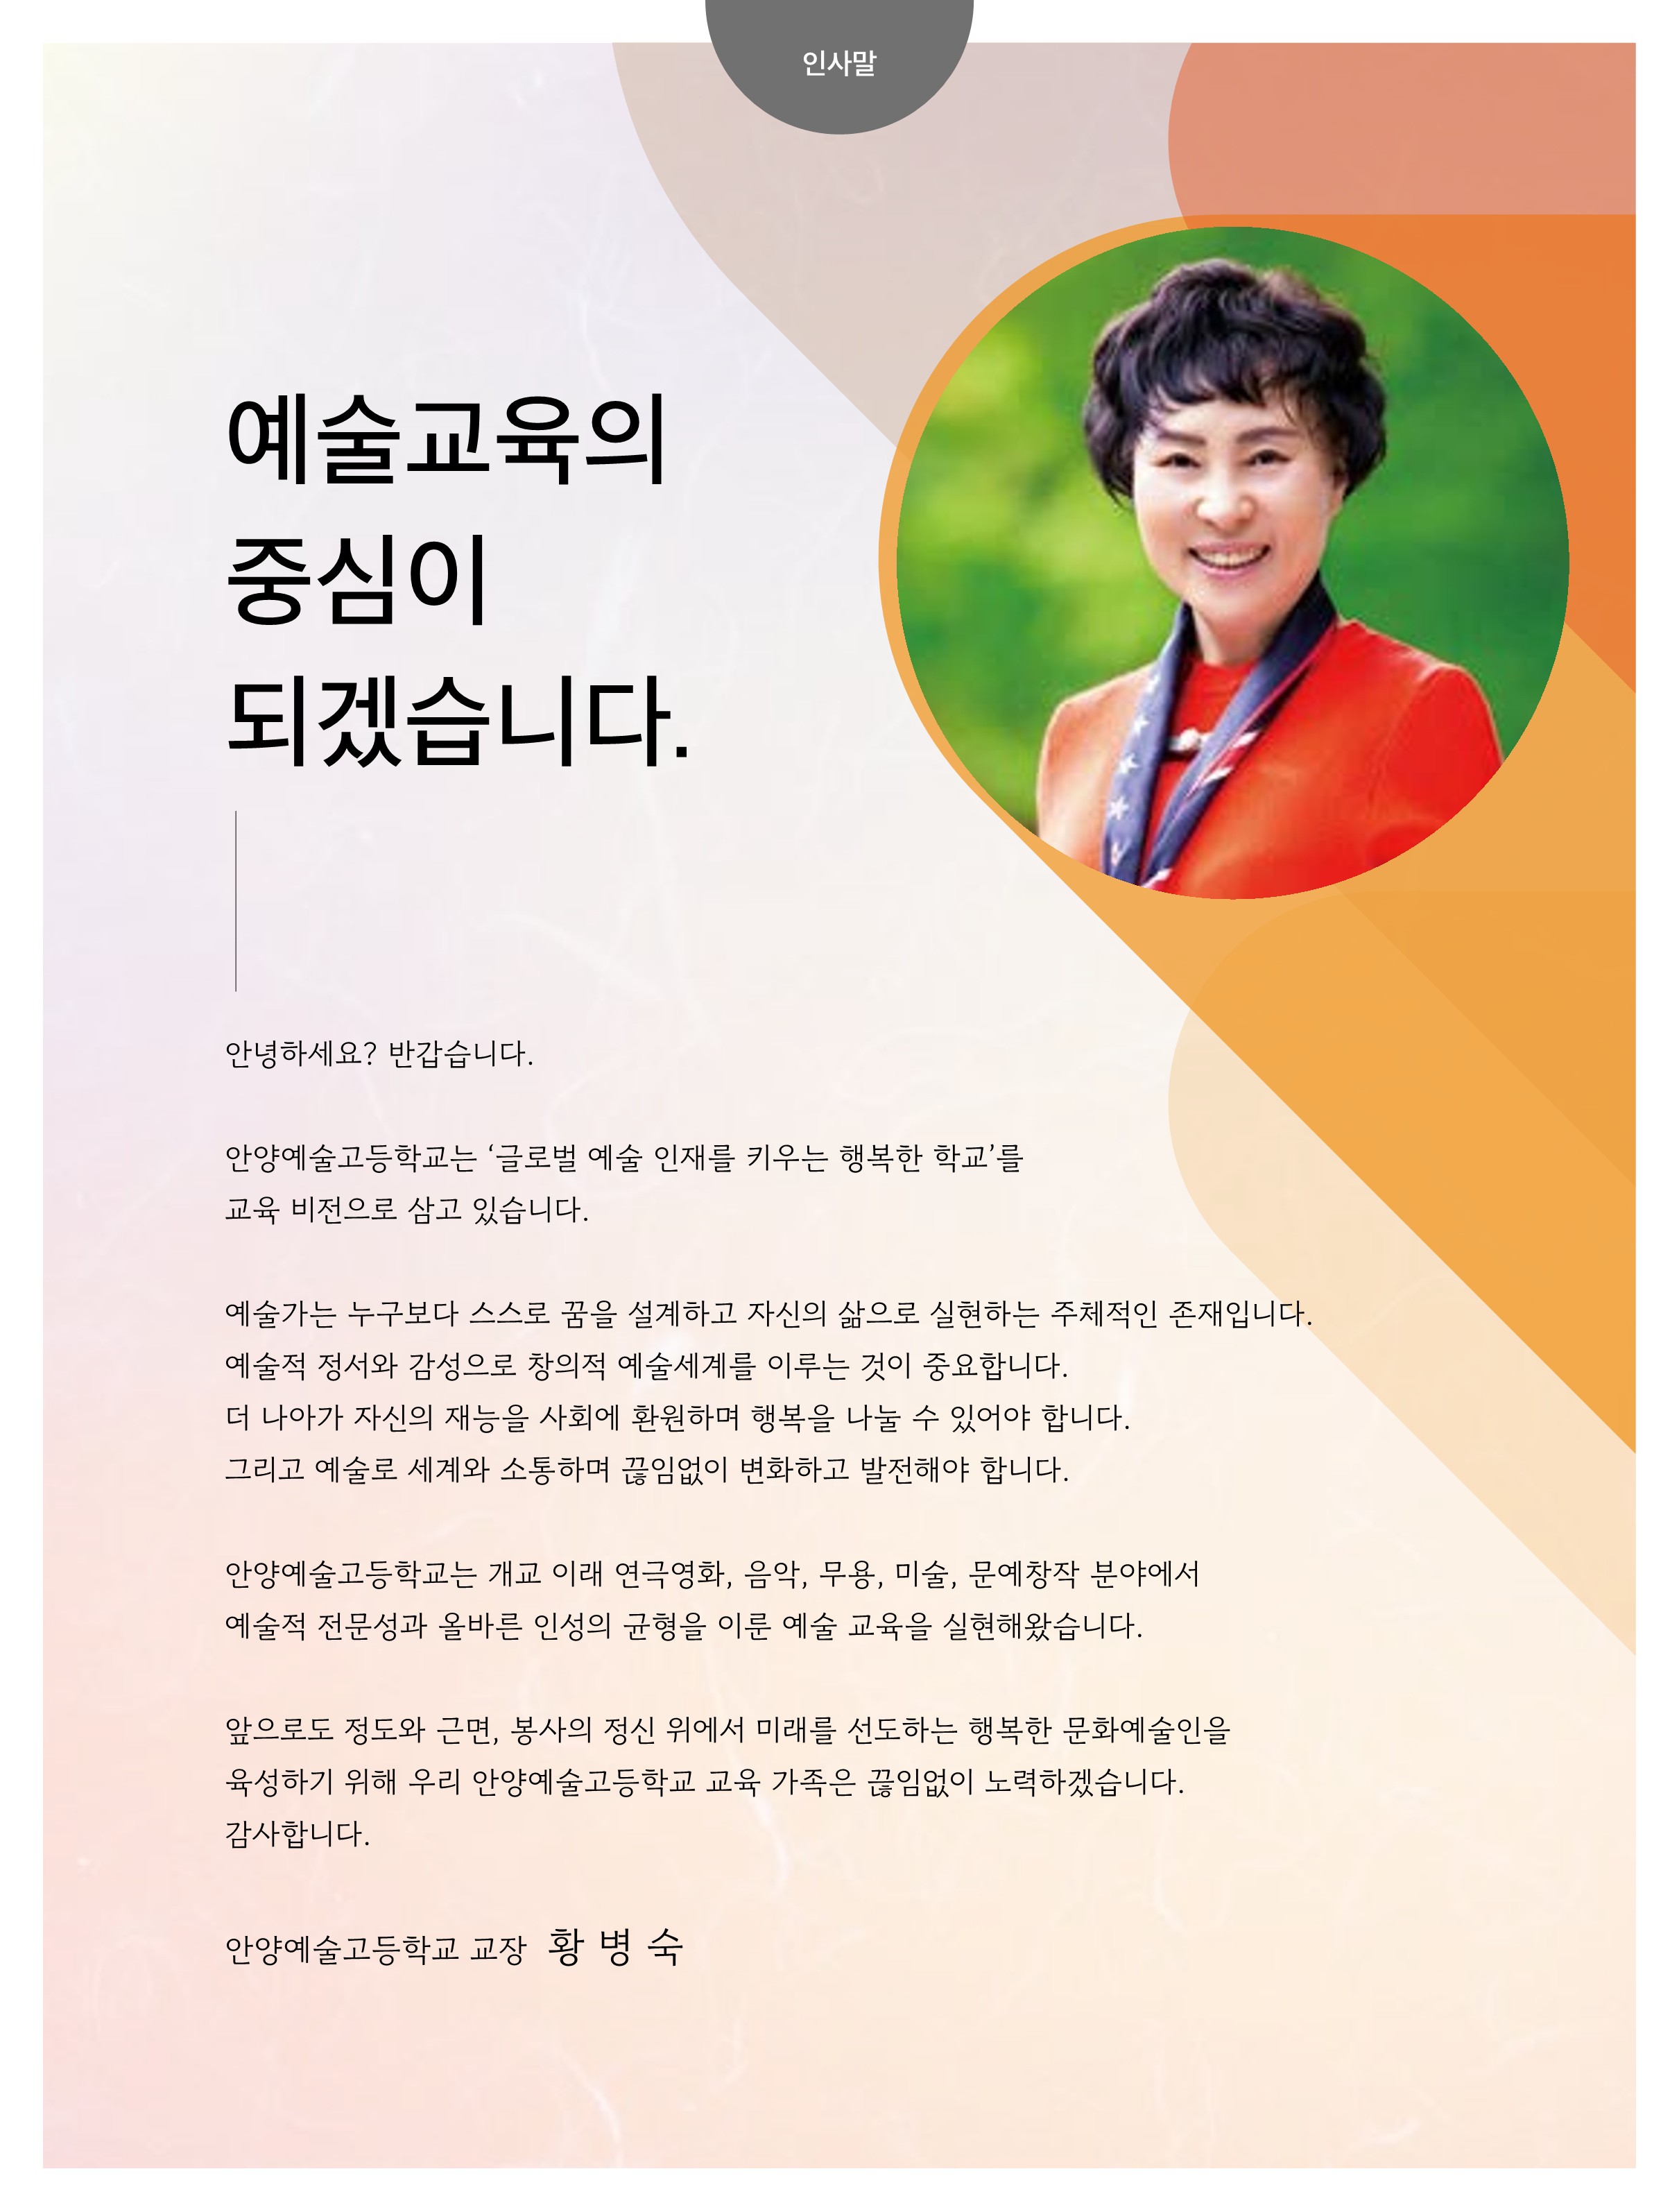 인사말
예술교육의
중심이
되겠습니다.
안녕하세요? 반갑습니다.
안양예술고등학교는 ‘글로벌 예술 인재를 키우는 행복한 학교’를
교육 비전으로 삼고 있습니다.
예술가는 누구보다 스스로 꿈을 설계하고 자신의 삶으로 실현하는 주체적인 존재입니다.
예술적 정서와 감성으로 창의적 예술세계를 이루는 것이 중요합니다.
더 나아가 자신의 재능을 사회에 환원하며 행복을 나눌 수 있어야 합니다.
그리고 예술로 세계와 소통하며 끊임없이 변화하고 발전해야 합니다.
안양예술고등학교는 개교 이래 연극영화, 음악, 무용, 미술, 문예창작 분야에서
예술적 전문성과 올바른 인성의 균형을 이룬 예술 교육을 실현해왔습니다.
앞으로도 정도와 근면, 봉사의 정신 위에서 미래를 선도하는 행복한 문화예술인을
육성하기 위해 우리 안양예술고등학교 교육 가족은 끊임없이 노력하겠습니다.
감사합니다.
안양예술고등학교 교장 황 병 숙